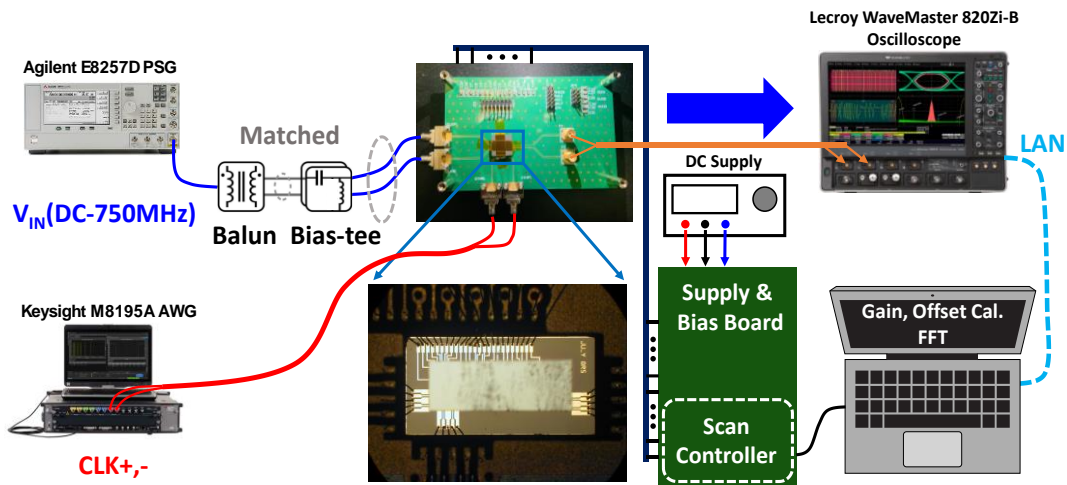 Lecroy WaveMaster 820Zi-B
Oscilloscope
Agilent E8257D PSG
Matched
LAN
DC Supply
V_IN(DC-750MHz)
Balun
Bias-tee
Keysight M8195A AWG
Supply &
Bias Board
Gain, Offset Cal.
FFT
Scan
Controller
CLK+,-